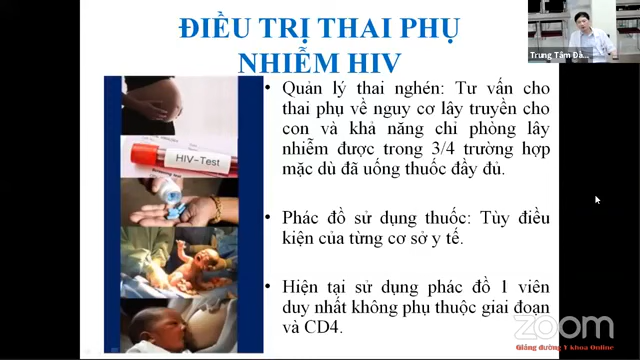 ĐIỀU TRỊ THAI PHỤ
NHIỄM HIV
• Quản lý thai nghén: Tư vấn cho
thai phụ về nguy cơ lây truyền cho
con và khả năng chỉ phòng lây
nhiễm được trong 3/4 trường hợp
mặc dù đã uống thuốc đầy đủ.
• Phác đồ sử dụng thuốc: Tùy điều
kiện của từng cơ sở y tế.
• Hiện tại sử dụng phác đồ 1 viên
duy nhất không phụ thuộc giai đoạn
và CD4.
HIV-Test
Trung Tâm Đà...
zoom
Giảng đường Y khoa Online